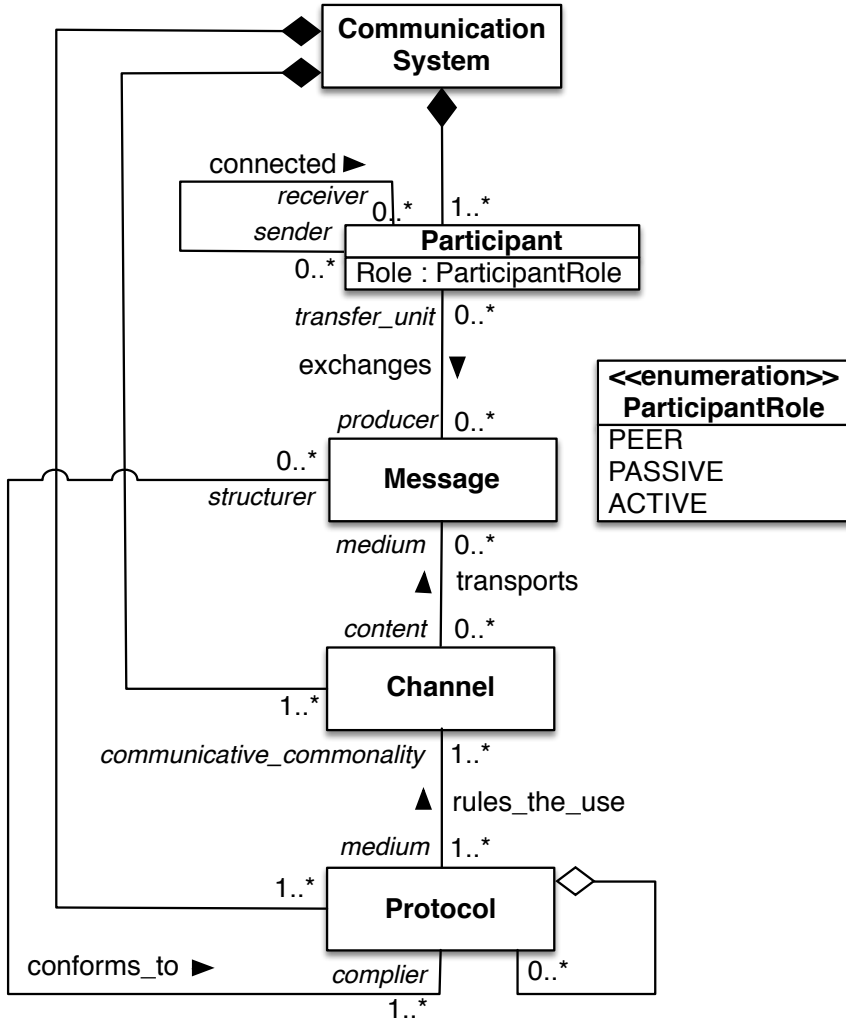 Communication
System
connected
receiver
0..*
1..*
sender
0..*
Participant
Role : ParticipantRole
transfer_unit
0..*
exchanges
producer
0..*
<<enumeration>>
ParticipantRole
PEER
PASSIVE
ACTIVE
0..*
structurer
Message
medium
0..*
transports
content
0..*
Channel
1..*
communicative_commonality
1..*
rules_the_use
medium
1..*
1..*
Protocol
conforms_to
complier
0..*
1..*